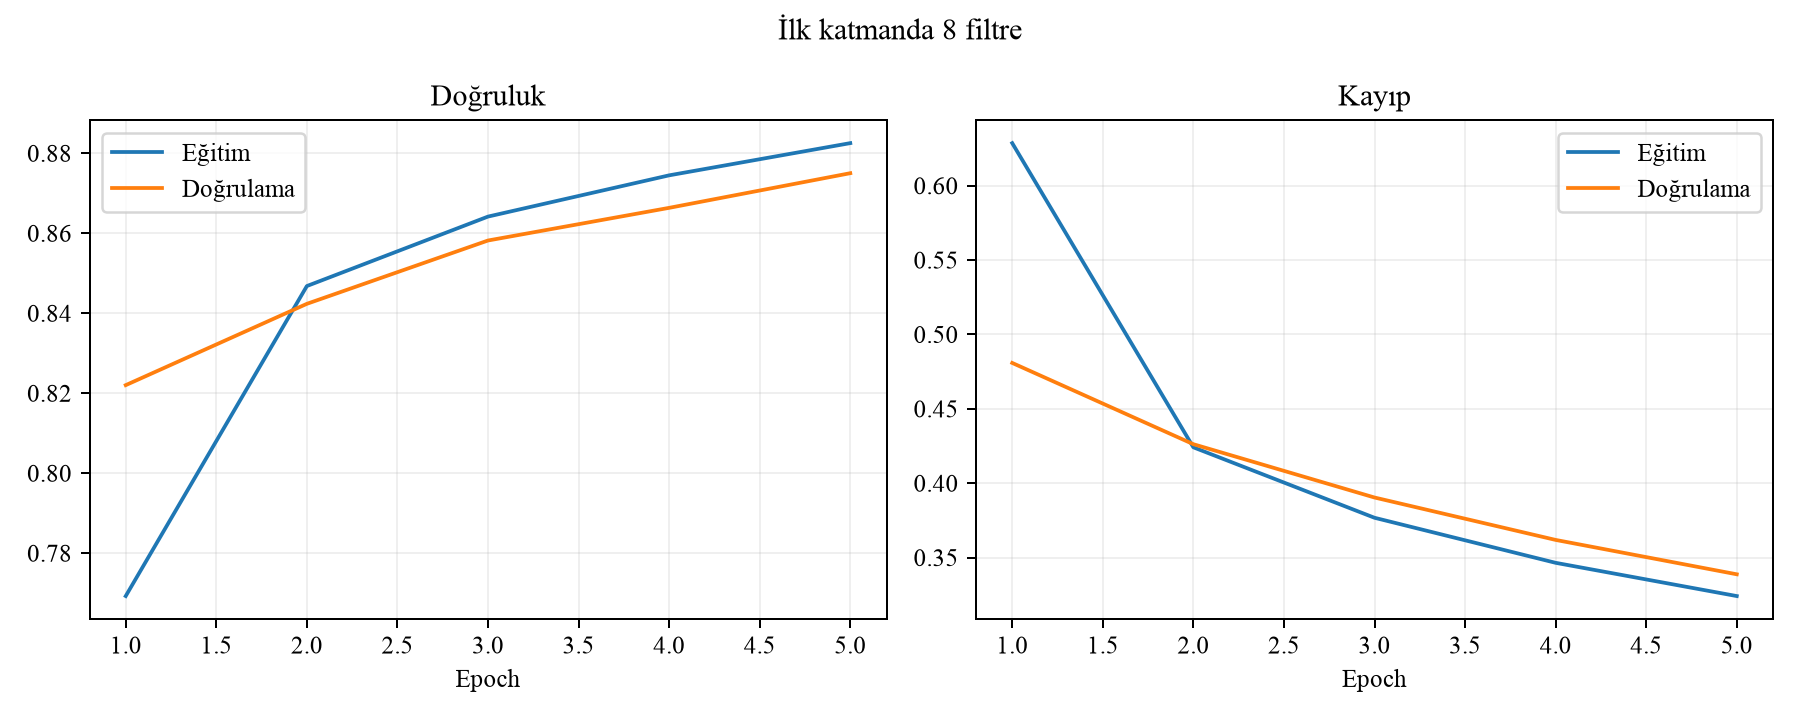 İlk katmanda 8 filtre
Doğruluk
0.88
0.86
0.84
0.82
0.80
0.78
Eğitim
Doğrulama
1.0 1.5 2.0 2.5 3.0 3.5 4.0 4.5 5.0
Epoch
Kayıp
0.60
0.55
0.50
0.45
0.40
0.35
Eğitim
Doğrulama
1.0 1.5 2.0 2.5 3.0 3.5 4.0 4.5 5.0
Epoch